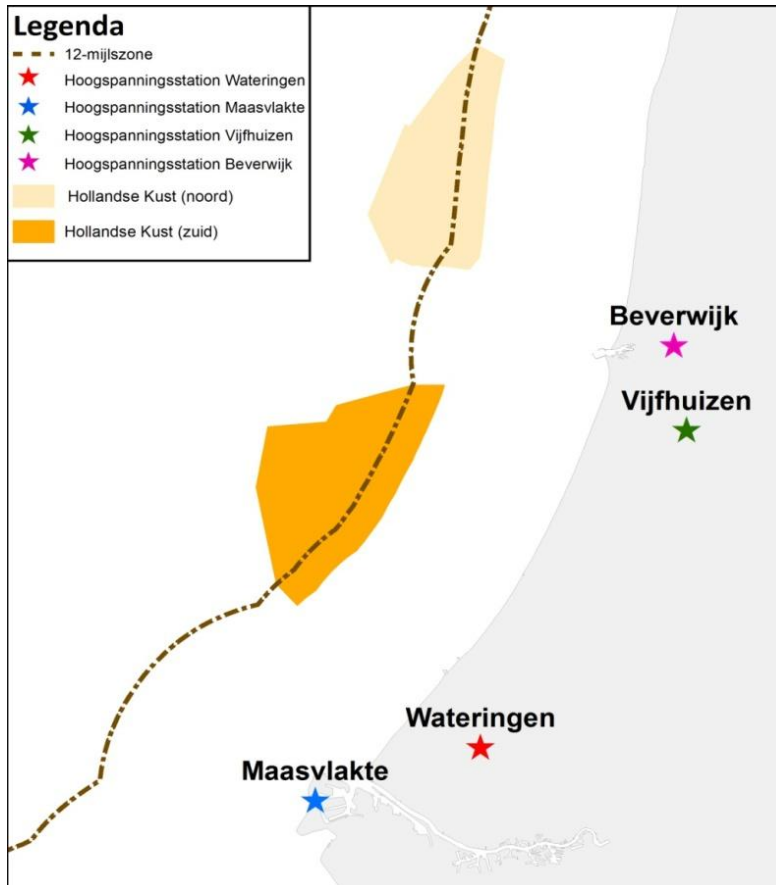 Legenda
12-mijlszone
Hoogspanningsstation Wateringen
Hoogspanningsstation Maasvlakte
Hoogspanningsstation Vijfhuizen
Hoogspanningsstation Beverwijk
Hollandse Kust (noord)
Hollandse Kust (zuid)
Beverwijk
Vijfhuizen
Wateringen
Maasvlakte